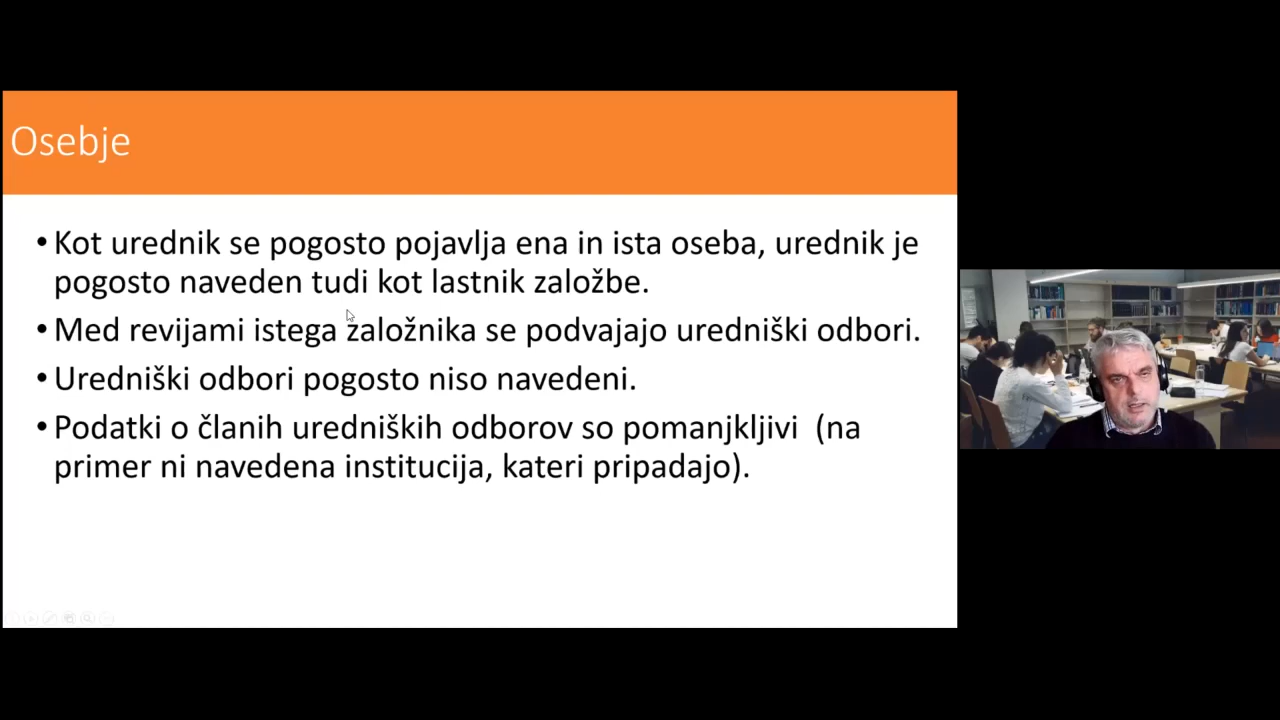 Osebje
• Kot urednik se pogosto pojavlja ena in ista oseba, urednik je
pogosto naveden tudi kot lastnik založbe.
• Med revijami istega založnika se podvajajo uredniški odbori.
• Uredniški odbori pogosto niso navedeni.
• Podatki o članih uredniških odborov so pomanjkljivi  (na
primer ni navedena institucija, kateri pripadajo).